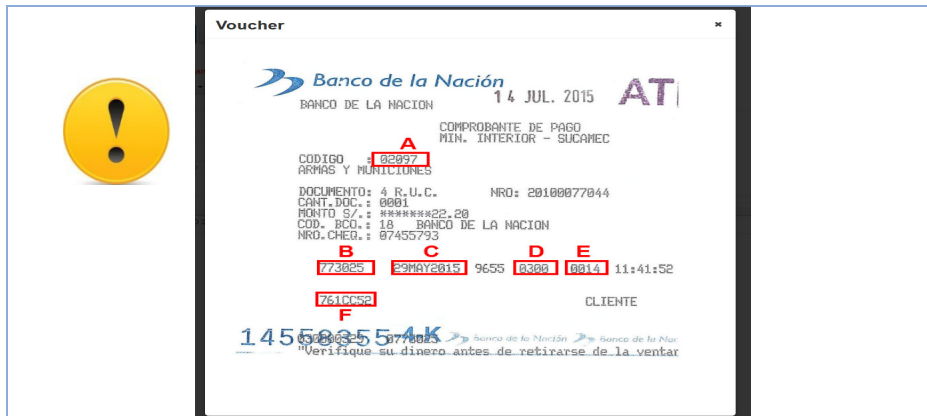 Voucher ×
Banco de la Nación
BANCO DE LA NACION 14 JUL. 2015 AT
COMPROBANTE DE PAGO
MIN. INTERIOR - SUCAMEC
A
CODIGO : 02097
ARMAS Y MUNICIONES
DOCUMENTO: 4 R.U.C. NRO: 20100077044
CANT.DOC.: 0001
MONTO S/.: *******22.20
COD. BCO.: 18 BANCO DE LA NACION
NRO.CHEQ.: 07455793
B C D E
773025 29MAY2015 9655 0300 0014 11:41:52
761CC52 CLIENTE
F
14558355-4-K Banco de la Nación Banco de la Nac
"Verifique su dinero antes de retirarse de la ventan